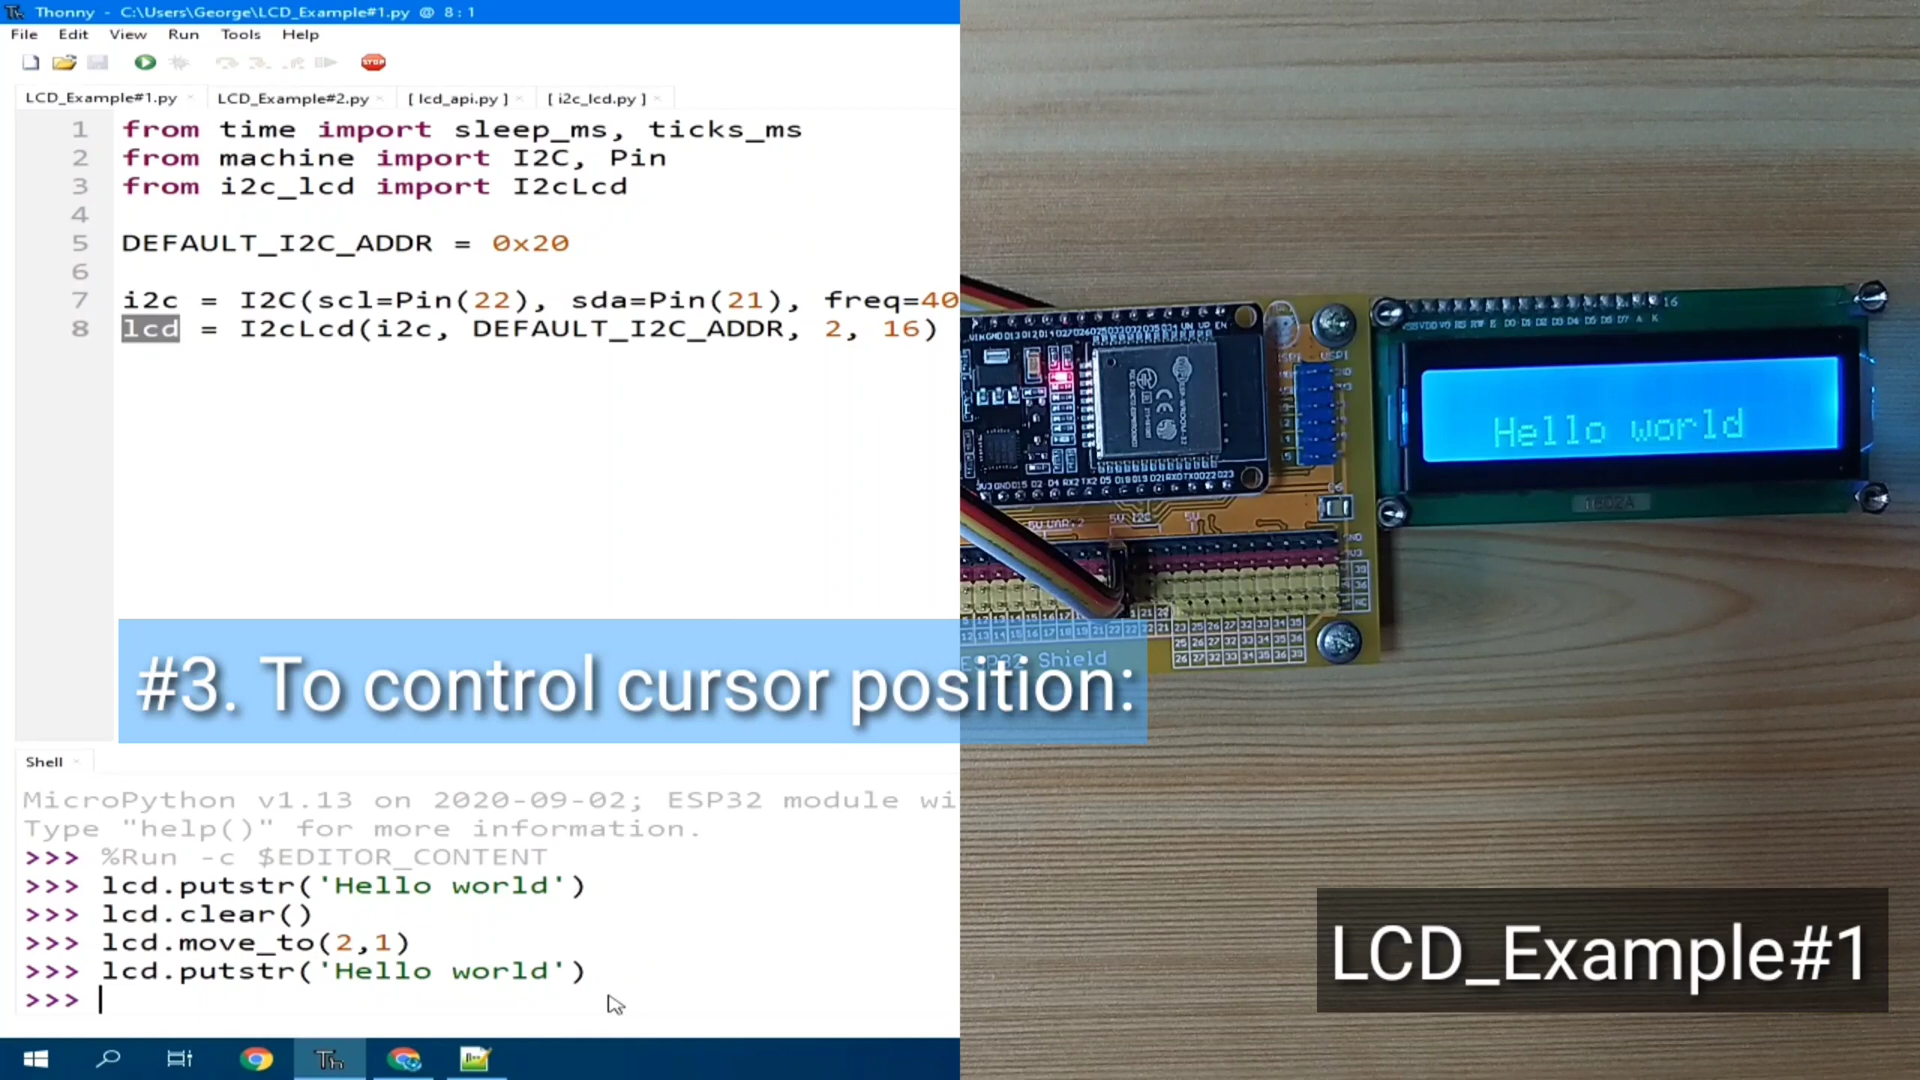 Thonny - C:\Users\George\LCD_Example#1.py @ 8 : 1
File Edit View Run Tools Help
STOP
LCD_Example#1.py LCD_Example#2.py [ lcd_api.py ] [ i2c_lcd.py ]
1 from time import sleep_ms, ticks_ms
2 from machine import I2C, Pin
3 from i2c_lcd import I2cLcd
4
5 DEFAULT_I2C_ADDR = 0x20
6
7 i2c = I2C(scl=Pin(22), sda=Pin(21), freq=40
8 lcd = I2cLcd(i2c, DEFAULT_I2C_ADDR, 2, 16)
16
Hello world
1602A
ESP32 Shield
#3. To control cursor position:
Shell
MicroPython v1.13 on 2020-09-02; ESP32 module wi
Type "help()" for more information.
>>> %Run -c $EDITOR_CONTENT
>>> lcd.putstr('Hello world')
>>> lcd.clear()
>>> lcd.move_to(2,1)
>>> lcd.putstr('Hello world')
>>>
LCD_Example#1